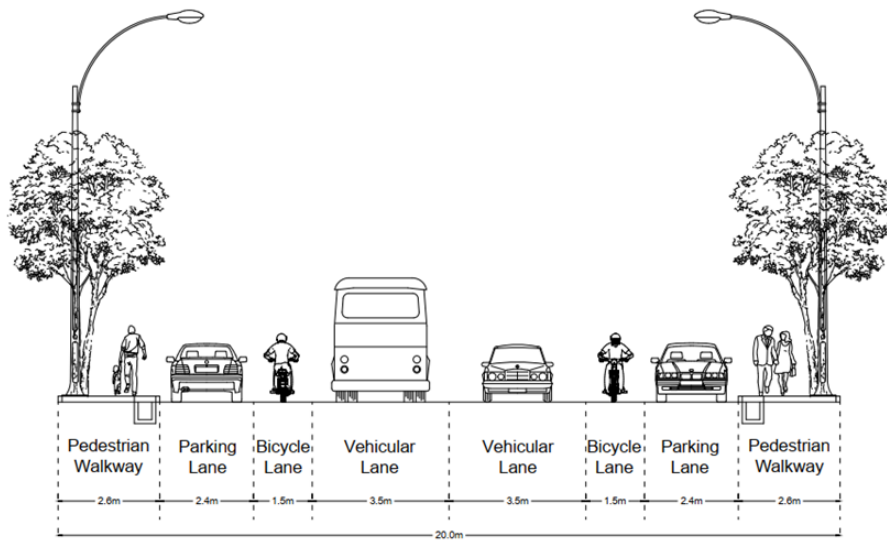 Pedestrian Walkway
Parking Lane
Bicycle Lane
Vehicular Lane
Vehicular Lane
Bicycle Lane
Parking Lane
Pedestrian Walkway
2.6m 2.4m 1.5m 3.5m 3.5m 1.5m 2.4m 2.6m
20.0m